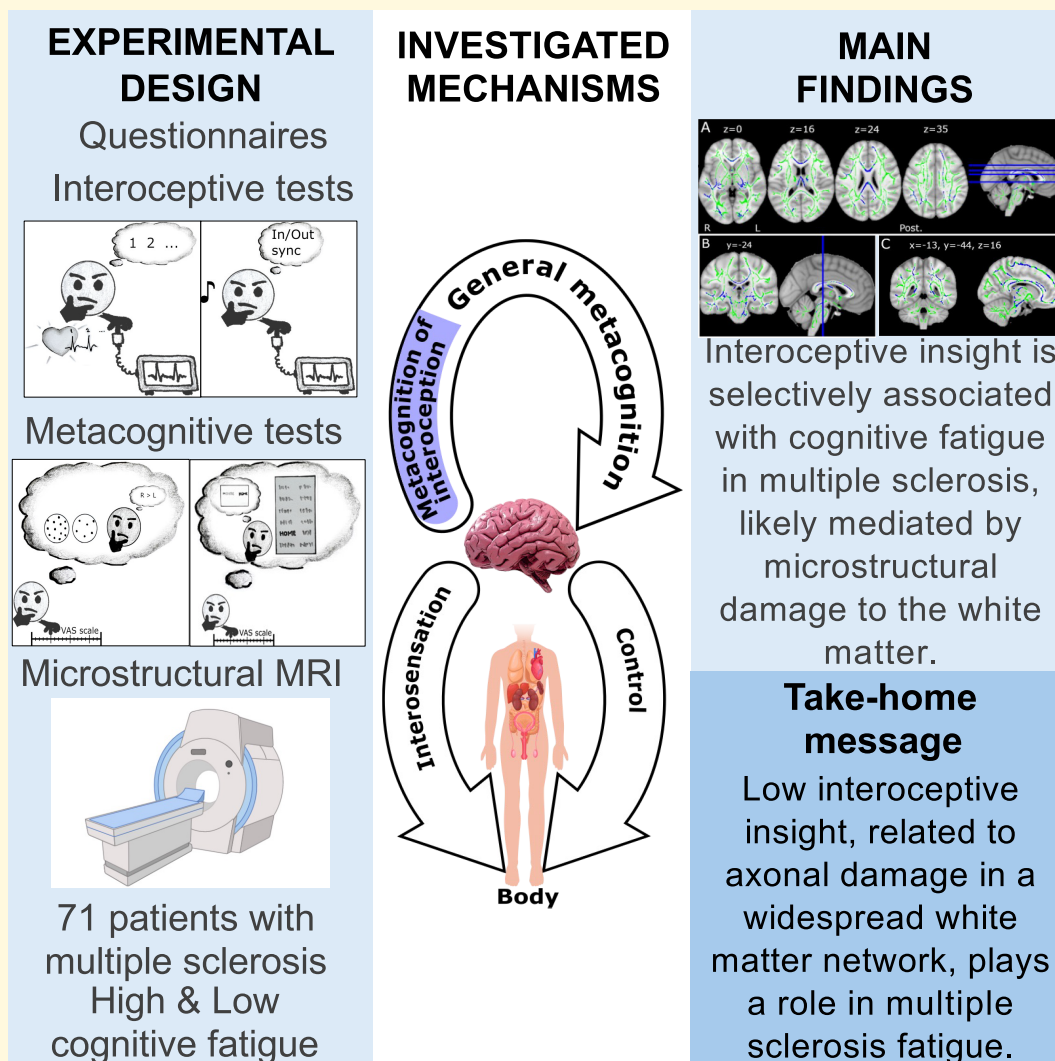 EXPERIMENTAL
DESIGN
Questionnaires
Interoceptive tests
1 2 ...
In/Out
sync
Metacognitive tests
R > L
VAS scale
HOME
VAS scale
Microstructural MRI
71 patients with
multiple sclerosis
High & Low
cognitive fatigue
INVESTIGATED
MECHANISMS
General metacognition
Metacognition of
interoception
Interosensation
Control
Body
MAIN
FINDINGS
A z=0 z=16 z=24 z=35
R L Post.
B y=-24
C x=-13, y=-44, z=16
Interoceptive insight is
selectively associated
with cognitive fatigue
in multiple sclerosis,
likely mediated by
microstructural
damage to the white
matter.
Take-home
message
Low interoceptive
insight, related to
axonal damage in a
widespread white
matter network, plays
a role in multiple
sclerosis fatigue.